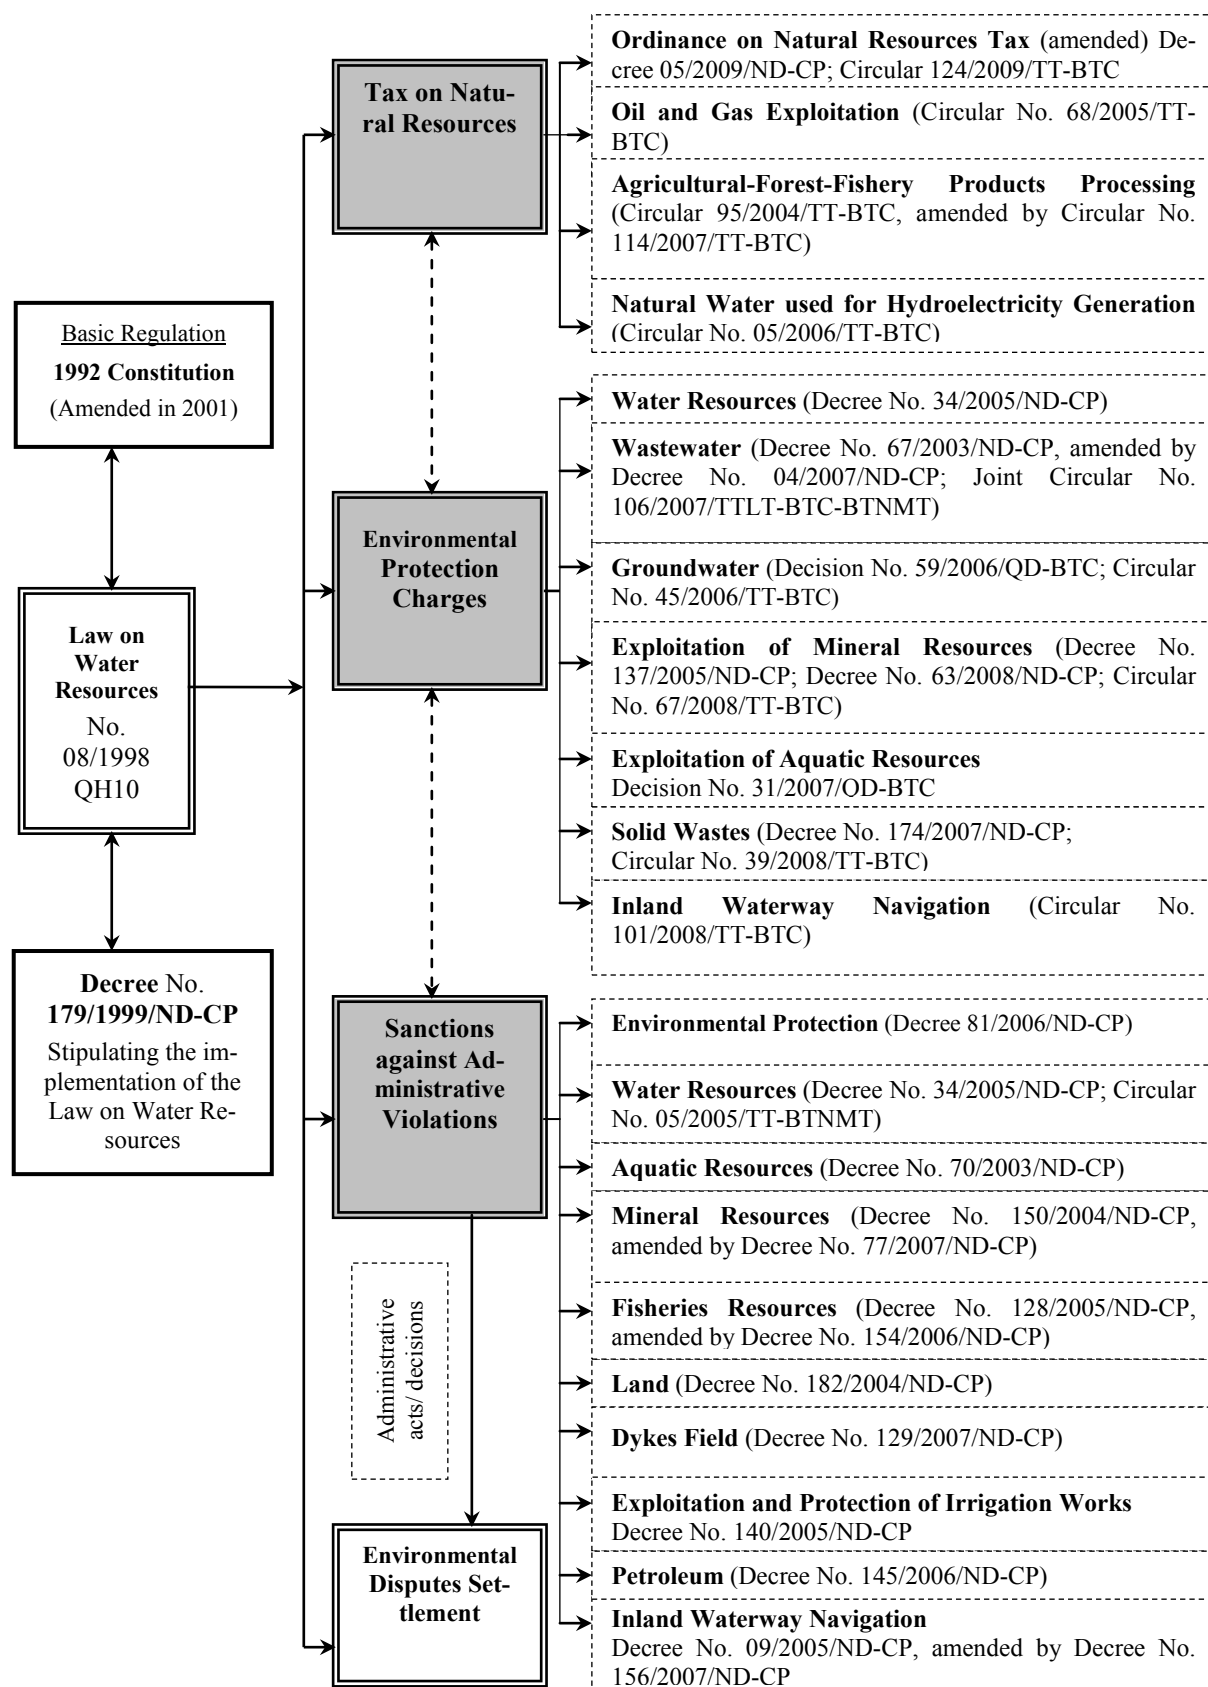 Basic Regulation
1992 Constitution
(Amended in 2001)
Law on
Water
Resources
No.
08/1998
QH10
Decree No.
179/1999/ND-CP
Stipulating the im-
plementation of the
Law on Water Re-
sources
Tax on Natu-
ral Resources
Environmental
Protection
Charges
Sanctions
against Ad-
ministrative
Violations
Administrative
acts/ decisions
Environmental
Disputes Set-
tlement
Ordinance on Natural Resources Tax (amended) De-
cree 05/2009/ND-CP; Circular 124/2009/TT-BTC
Oil and Gas Exploitation (Circular No. 68/2005/TT-
BTC)
Agricultural-Forest-Fishery Products Processing
(Circular 95/2004/TT-BTC, amended by Circular No.
114/2007/TT-BTC)
Natural Water used for Hydroelectricity Generation
(Circular No. 05/2006/TT-BTC)
Water Resources (Decree No. 34/2005/ND-CP)
Wastewater (Decree No. 67/2003/ND-CP, amended by
Decree No. 04/2007/ND-CP; Joint Circular No.
106/2007/TTLT-BTC-BTNMT)
Groundwater (Decision No. 59/2006/QD-BTC; Circular
No. 45/2006/TT-BTC)
Exploitation of Mineral Resources (Decree No.
137/2005/ND-CP; Decree No. 63/2008/ND-CP; Circular
No. 67/2008/TT-BTC)
Exploitation of Aquatic Resources
Decision No. 31/2007/QD-BTC
Solid Wastes (Decree No. 174/2007/ND-CP;
Circular No. 39/2008/TT-BTC)
Inland Waterway Navigation (Circular No.
101/2008/TT-BTC)
Environmental Protection (Decree 81/2006/ND-CP)
Water Resources (Decree No. 34/2005/ND-CP; Circular
No. 05/2005/TT-BTNMT)
Aquatic Resources (Decree No. 70/2003/ND-CP)
Mineral Resources (Decree No. 150/2004/ND-CP,
amended by Decree No. 77/2007/ND-CP)
Fisheries Resources (Decree No. 128/2005/ND-CP,
amended by Decree No. 154/2006/ND-CP)
Land (Decree No. 182/2004/ND-CP)
Dykes Field (Decree No. 129/2007/ND-CP)
Exploitation and Protection of Irrigation Works
Decree No. 140/2005/ND-CP
Petroleum (Decree No. 145/2006/ND-CP)
Inland Waterway Navigation
Decree No. 09/2005/ND-CP, amended by Decree No.
156/2007/ND-CP